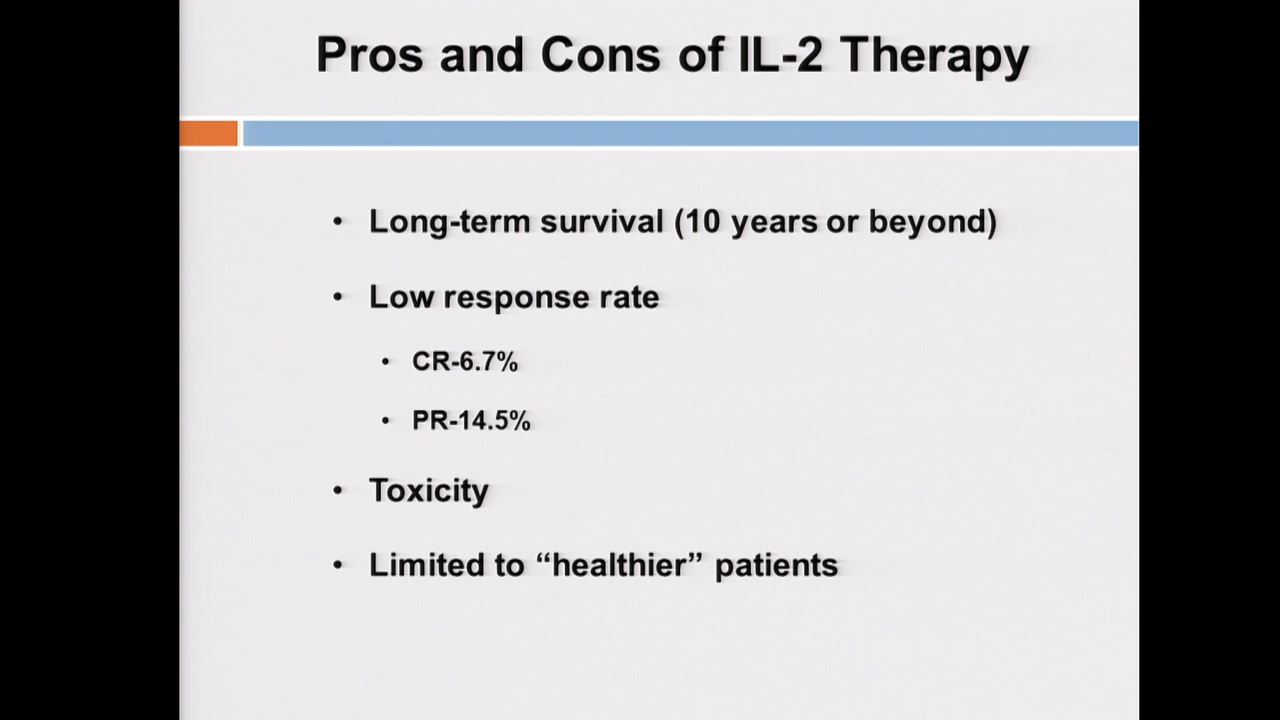 Pros and Cons of IL-2 Therapy
• Long-term survival (10 years or beyond)
• Low response rate
• CR-6.7%
• PR-14.5%
• Toxicity
• Limited to “healthier” patients